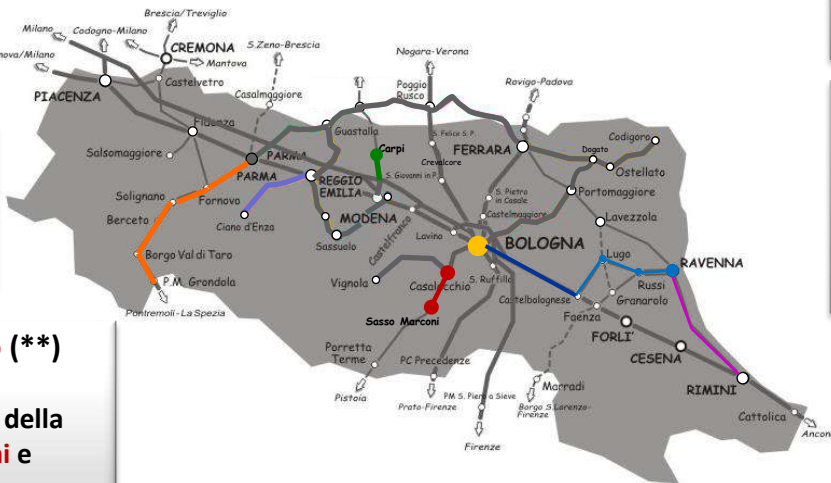 Brescia/Treviglio
Milano
Codogno-Milano
CREMONA
S.Zeno-Brescia
Nogara-Verona
nova/Milano
Mantova
Rovigo-Padova
Castelvetro
Casalmaggiore
Poggio
Rusco
PIACENZA
Fidenza
Guastalla
S. Felice S. P.
FERRARA
Codigoro
Dogato
Carpi
Crevalcore
Salsomaggiore
PARMA
PARMA
Ostellato
REGGIO
EMILIA
S. Giovanni in P.
S. Pietro
in Casale
Portomaggiore
Solignano
Fornovo
MODENA
Castelmaggiore
Lavezzola
Berceto
Ciano d'Enza
Castelfranco
Lavino
BOLOGNA
Sassuolo
Lugo
RAVENNA
Borgo Val di Taro
Vignola
Casalecchio
S. Ruffillo
Russi
P.M. Grondola
Castelbolognese
Granarolo
Faenza
Pontremoli-La Spezia
Sasso Marconi
FORLI'
(**)
Porretta
Terme
PC Precedenze
CESENA
Marradi
RIMINI
della
Pistoia
Prato-Firenze
PM S. Piero a Sieve
Borgo S.Lorenzo-
Firenze
Cattolica
ni e
Firenze
Ancon